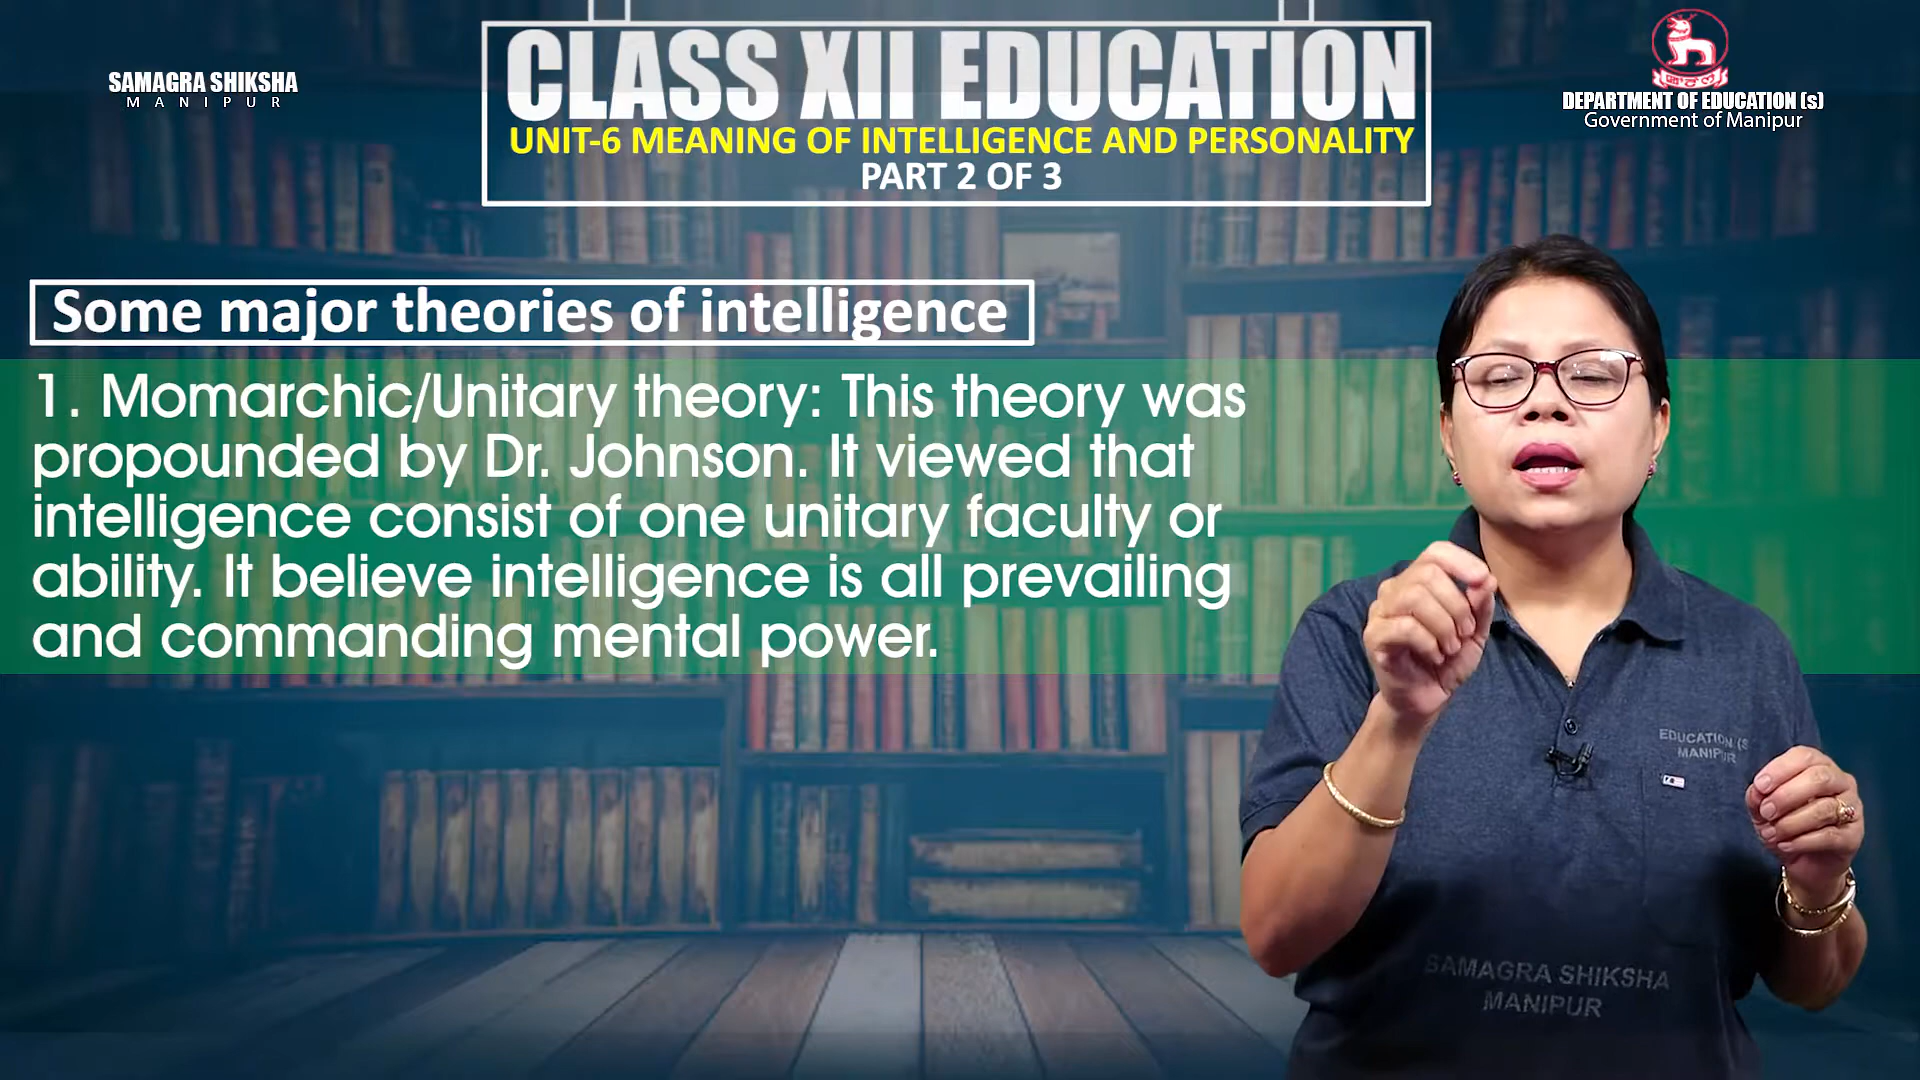 SAMAGRA SHIKSHA
MANIPUR
CLASS XII EDUCATION
UNIT-6 MEANING OF INTELLIGENCE AND PERSONALITY
PART 2 OF 3
DEPARTMENT OF EDUCATION (s)
Government of Manipur
Some major theories of intelligence
1. Momarchic/Unitary theory: This theory was
propounded by Dr. Johnson. It viewed that
intelligence consist of one unitary faculty or
ability. It believe intelligence is all prevailing
and commanding mental power.
EDUCATION (S
MANIPUR
SAMAGRA SHIKSHA
MANIPUR